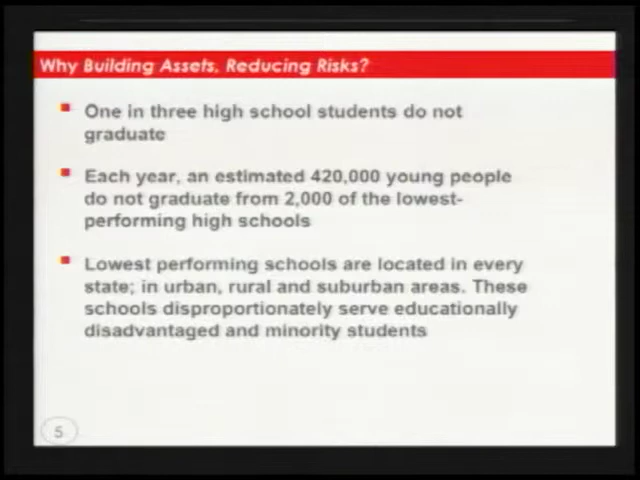 Why Building Assets, Reducing Risks?
One in three high school students do not
graduate
Each year, an estimated 420,000 young people
do not graduate from 2,000 of the lowest-
performing high schools
Lowest performing schools are located in every
state; in urban, rural and suburban areas. These
schools disproportionately serve educationally
disadvantaged and minority students
5